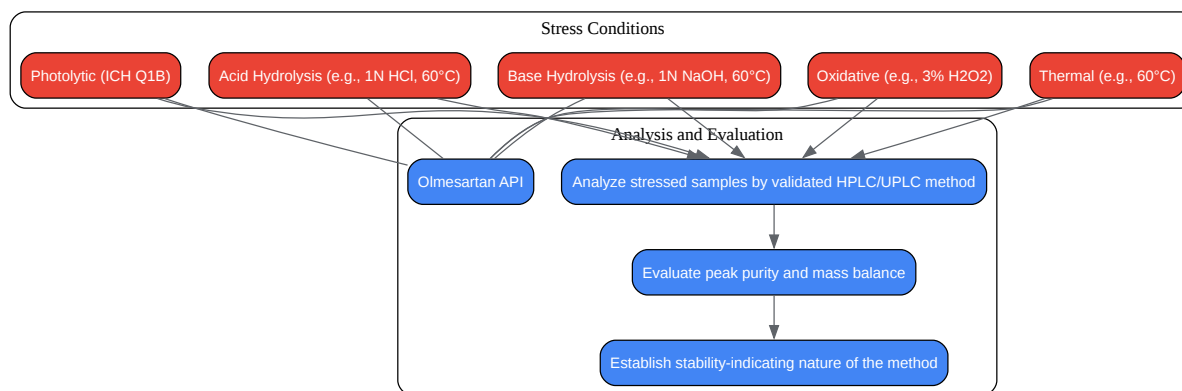 Stress Conditions
Photolytic (ICH Q1B)
Acid Hydrolysis (e.g., 1N HCl, 60°C)
Base Hydrolysis (e.g., 1N NaOH, 60°C)
Oxidative (e.g., 3% H2O2)
Thermal (e.g., 60°C)
Analysis and Evaluation
Olmesartan API
Analyze stressed samples by validated HPLC/UPLC method
Evaluate peak purity and mass balance
Establish stability-indicating nature of the method